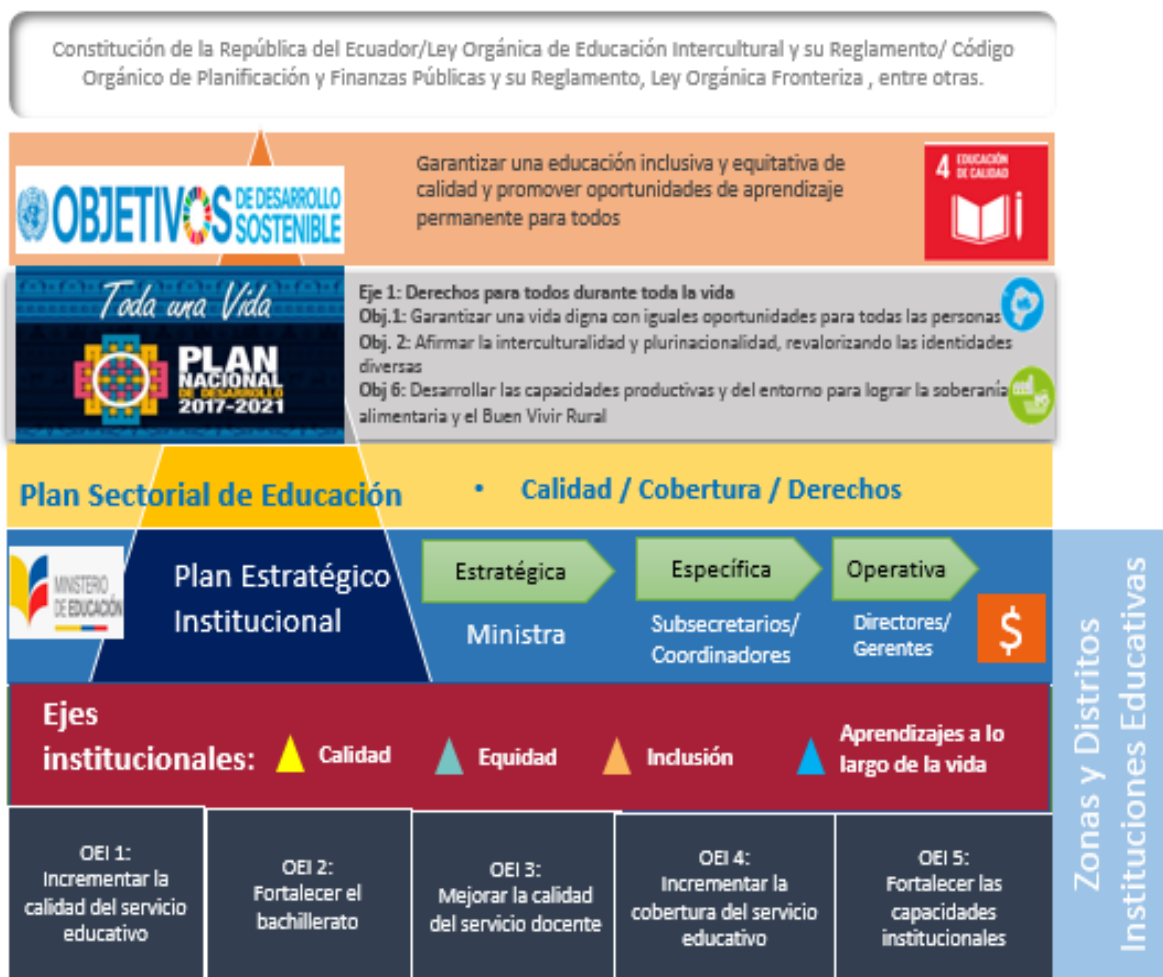 Constitución de la República del Ecuador/Ley Orgánica de Educación Intercultural y su Reglamento/ Código
Orgánico de Planificación y Finanzas Públicas y su Reglamento, Ley Orgánica Fronteriza , entre otras.
OBJETIVOS DE DESARROLLO
SOSTENIBLE
Garantizar una educación inclusiva y equitativa de
calidad y promover oportunidades de aprendizaje
permanente para todos
4 EDUCACIÓN
DE CALIDAD
Toda una Vida
PLAN
NACIONAL
DE DESARROLLO
2017-2021
Eje 1: Derechos para todos durante toda la vida
Obj.1: Garantizar una vida digna con iguales oportunidades para todas las personas
Obj. 2: Afirmar la interculturalidad y plurinacionalidad, revalorizando las identidades
diversas
Obj 6: Desarrollar las capacidades productivas y del entorno para lograr la soberanía
alimentaria y el Buen Vivir Rural
Plan Sectorial de Educación
• Calidad / Cobertura / Derechos
MINISTERIO
DE EDUCACIÓN
Plan Estratégico
Institucional
Estratégica
Ministra
Específica
Subsecretarios/
Coordinadores
Operativa
Directores/
Gerentes
$
Ejes
institucionales:
Calidad
Equidad
Inclusión
Aprendizajes a lo
largo de la vida
OEI 1:
Incrementar la
calidad del servicio
educativo
OEI 2:
Fortalecer el
bachillerato
OEI 3:
Mejorar la calidad
del servicio docente
OEI 4:
Incrementar la
cobertura del servicio
educativo
OEI 5:
Fortalecer las
capacidades
institucionales
Zonas y Distritos
Instituciones Educativas